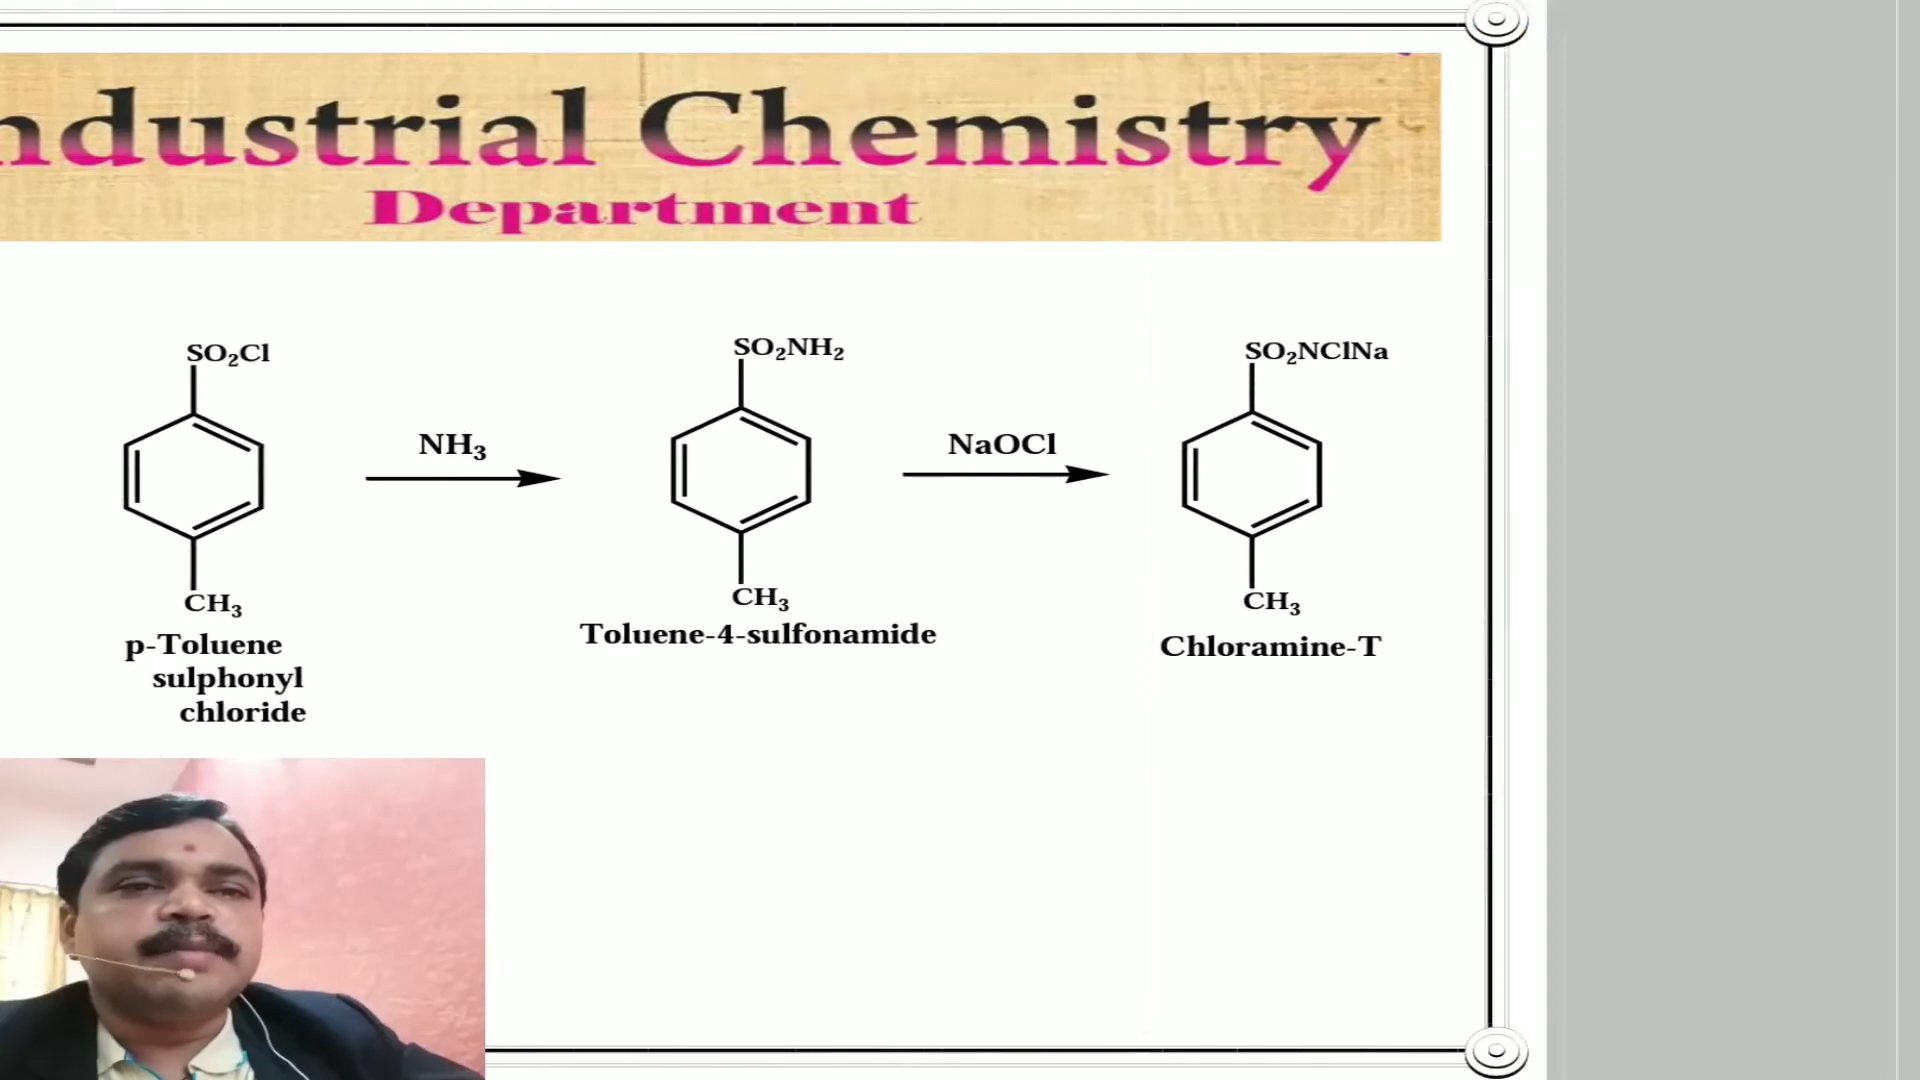 ndustrial Chemistry
Department
SO₂Cl
SO₂NH₂
SO₂NClNa
NH₃
NaOCl
CH₃
CH₃
CH₃
p-Toluene
sulphonyl
chloride
Toluene-4-sulfonamide
Chloramine-T